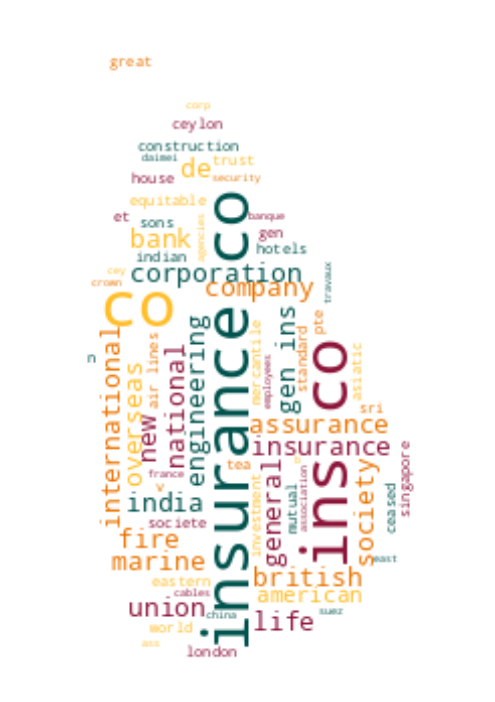 great
corp
ceylon
construction
daimei
de
trust
house
security
equitable
et
sons
agencies
insurance co
banque
bank
gen
indian
hotels
cey
corporation
crown
company
travaux
co
international
overseas
air lines
new
national
engineering
mercantile
employees
gen ins
standard
pte
ins co
asiatic
n
sri
assurance
insurance
tea
general
france
v
india
societe
investment
mutual
association
society
ceased
singapore
fire
marine
east
eastern
british
cables
american
union
china
suez
life
world
ass
london